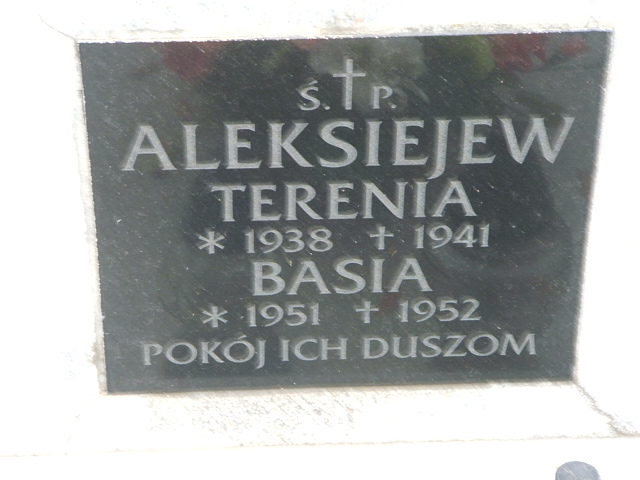 Ś. † P.
ALEKSIEJEW
TERENIA
* 1938 † 1941
BASIA
* 1951 † 1952
POKÓJ ICH DUSZOM